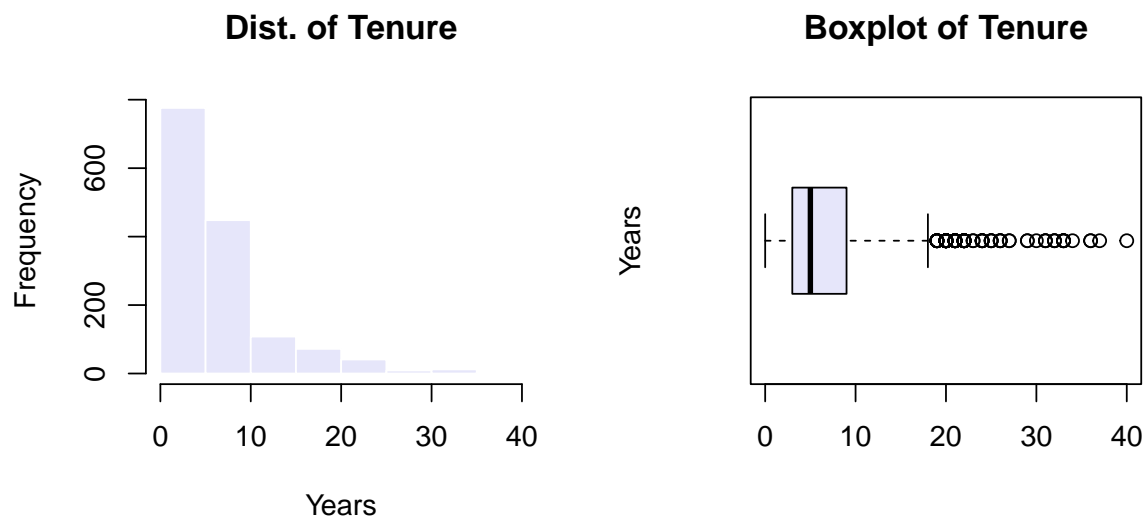 Dist. of Tenure
Frequency
0
200
600
0 10 20 30 40
Years
Boxplot of Tenure
Years
0 10 20 30 40